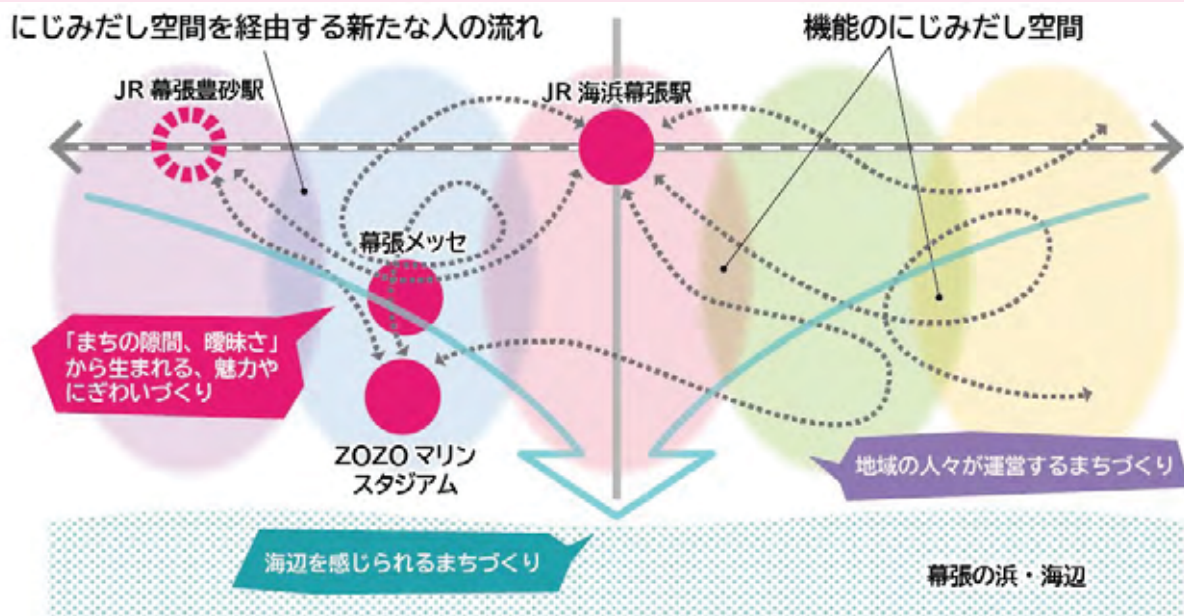 にじみだし空間を経由する新たな人の流れ
機能のにじみだし空間
JR 幕張豊砂駅
JR 海浜幕張駅
幕張メッセ
「まちの隙間、曖昧さ」
から生まれる、魅力や
にぎわいづくり
ZOZO マリン
スタジアム
地域の人々が運営するまちづくり
海辺を感じられるまちづくり
幕張の浜・海辺